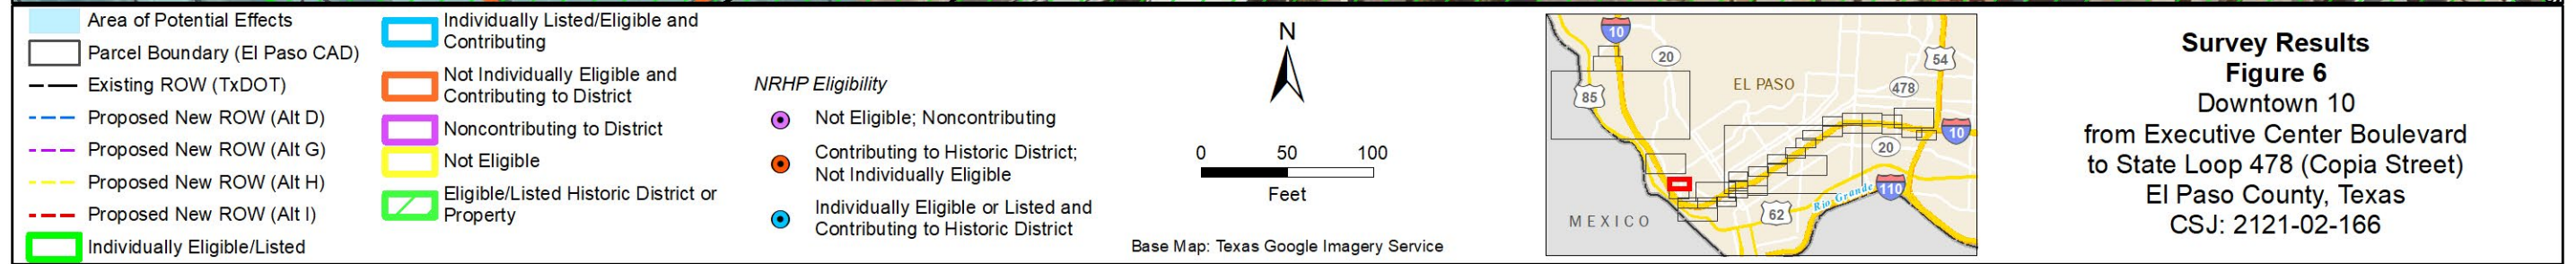 Area of Potential Effects
Parcel Boundary (El Paso CAD)
Existing ROW (TxDOT)
Proposed New ROW (Alt D)
Proposed New ROW (Alt G)
Proposed New ROW (Alt H)
Proposed New ROW (Alt I)
Individually Eligible/Listed
Individually Listed/Eligible and
Contributing
Not Individually Eligible and
Contributing to District
Noncontributing to District
Not Eligible
Eligible/Listed Historic District or
Property
NRHP Eligibility
Not Eligible; Noncontributing
Contributing to Historic District;
Not Individually Eligible
Individually Eligible or Listed and
Contributing to Historic District
N
0 50 100
Feet
Base Map: Texas Google Imagery Service
10
20
54
EL PASO
85
478
10
20
110
Rio Grande
62
MEXICO
Survey Results
Figure 6
Downtown 10
from Executive Center Boulevard
to State Loop 478 (Copia Street)
El Paso County, Texas
CSJ: 2121-02-166